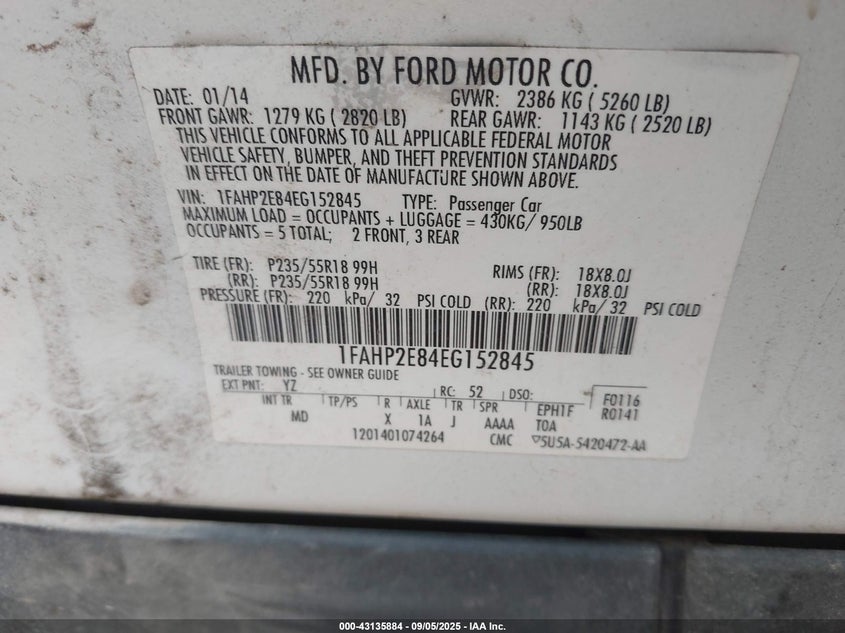 MFD. BY FORD MOTOR CO.
DATE: 01/14 GVWR: 2386 KG ( 5260 LB)
FRONT GAWR: 1279 KG ( 2820 LB) REAR GAWR: 1143 KG ( 2520 LB)
THIS VEHICLE CONFORMS TO ALL APPLICABLE FEDERAL MOTOR
VEHICLE SAFETY, BUMPER, AND THEFT PREVENTION STANDARDS
IN EFFECT ON THE DATE OF MANUFACTURE SHOWN ABOVE.
VIN: 1FAHP2E84EG152845 TYPE: Passenger Car
MAXIMUM LOAD = OCCUPANTS + LUGGAGE = 430KG/ 950LB
OCCUPANTS = 5 TOTAL; 2 FRONT, 3 REAR
TIRE (FR): P235/55R18 99H RIMS (FR): 18X8.0J
(RR): P235/55R18 99H (RR): 18X8.0J
PRESSURE (FR): 220 kPa/ 32 PSI COLD (RR): 220 kPa/ 32 PSI COLD
1FAHP2E84EG152845
TRAILER TOWING - SEE OWNER GUIDE
EXT PNT: YZ RC: 52 DSO: F0116
INT TR TP/PS R AXLE TR SPR EPH1F R0141
MD X 1A J AAAA TOA
1201401074264 CMC ▽5U5A-5420472-AA
000-43135884 - 09/05/2025 - IAA Inc.